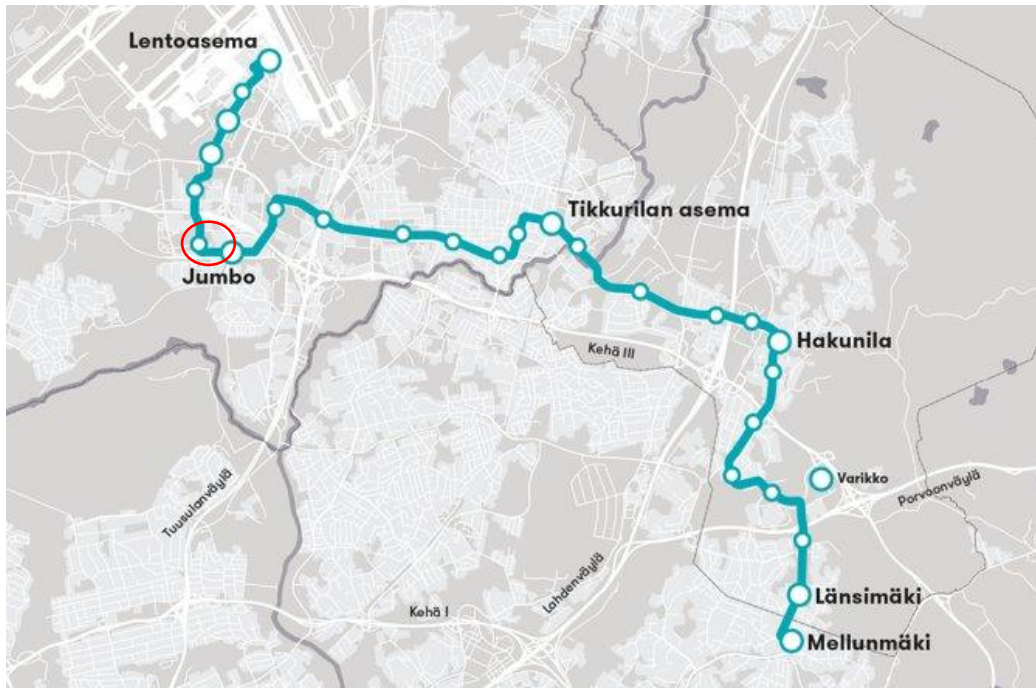 Lentoasema
Tikkurilan asema
Jumbo
Hakunila
Kehä III
Varikko
Porvoonväylä
Tuusulanväylä
Lahdenväylä
Kehä I
Länsimäki
Mellunmäki